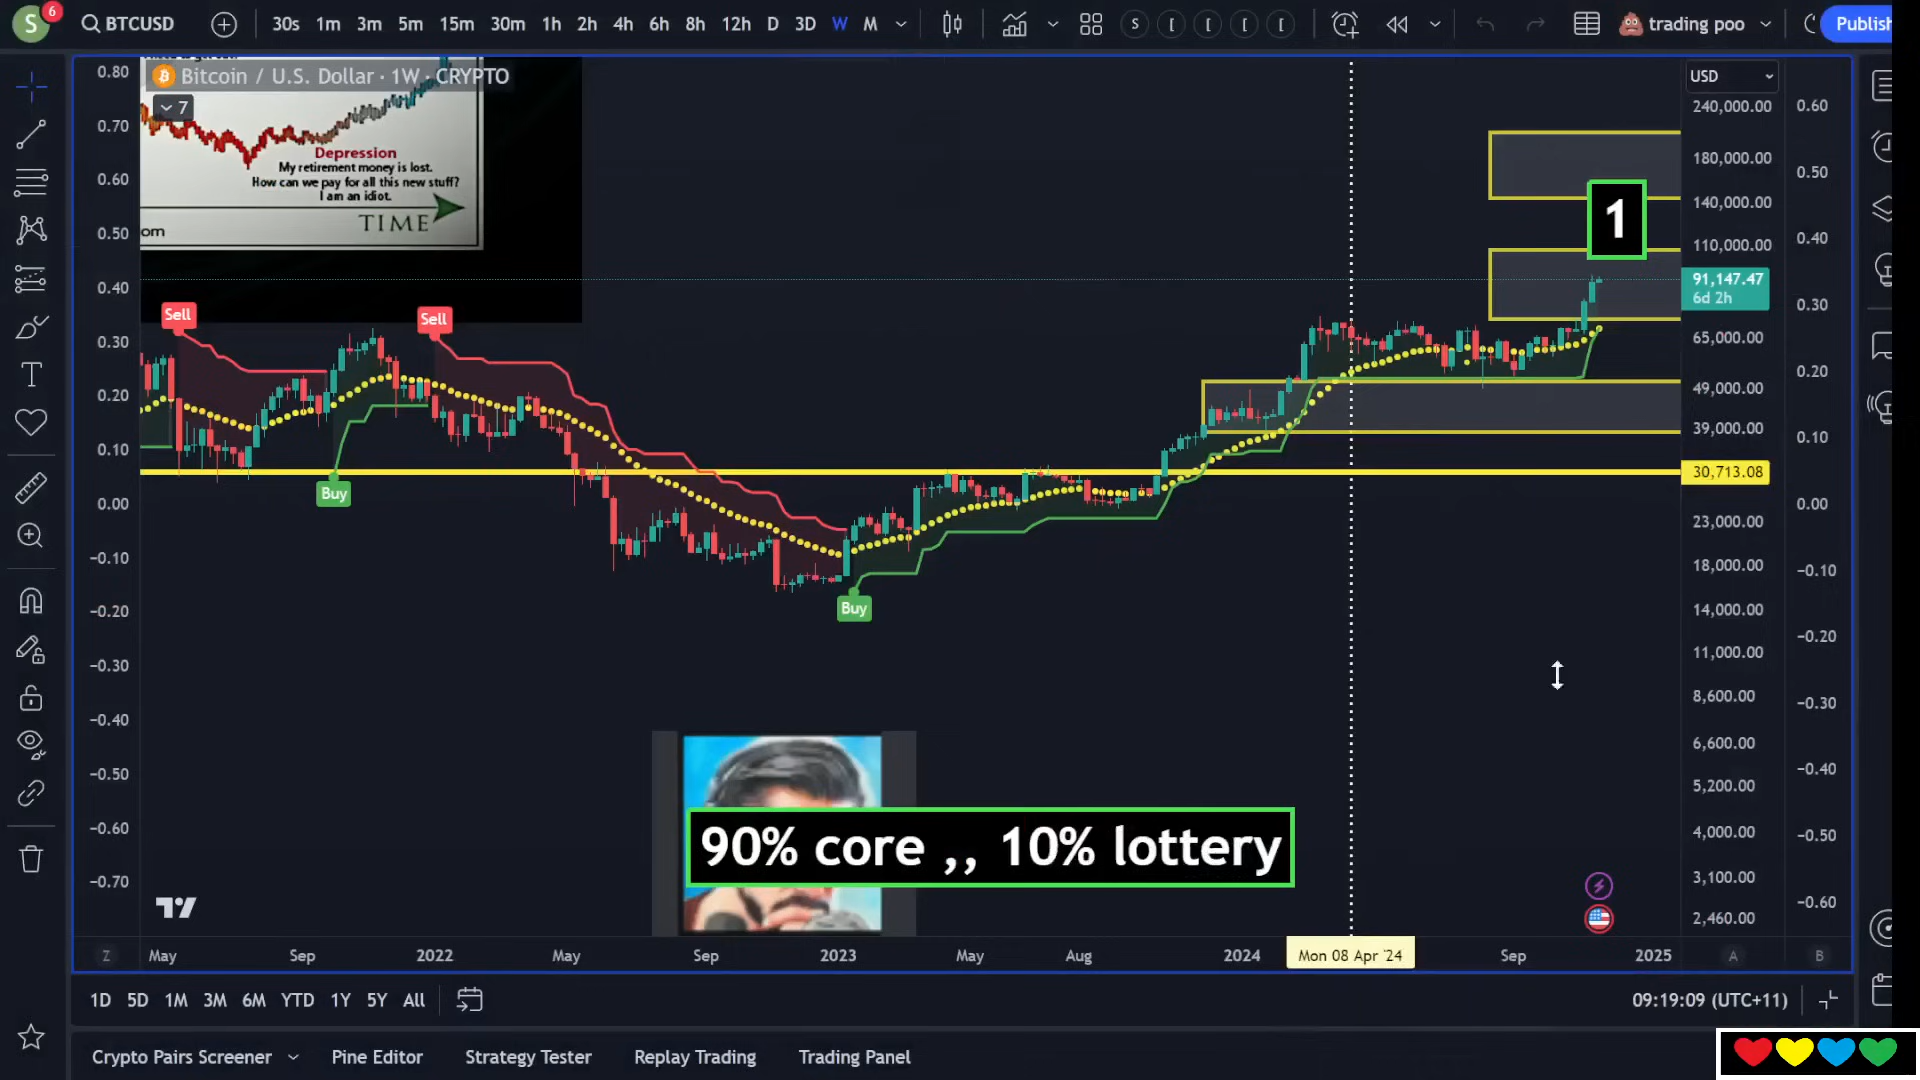 S
6
BTCUSD
30s 1m 3m 5m 15m 30m 1h 2h 4h 6h 8h 12h D 3D W M
S [ [ [ [
trading poo
Publish
Bitcoin / U.S. Dollar · 1W · CRYPTO
7
Depression
My retirement money is lost.
How can we pay for all this new stuff?
I am an idiot.
TIME
om
0.80
0.70
0.60
0.50
0.40
0.30
0.20
0.10
0.00
−0.10
−0.20
−0.30
−0.40
−0.50
−0.60
−0.70
Sell
Sell
Buy
Buy
1
90% core ,, 10% lottery
USD
240,000.00
180,000.00
140,000.00
110,000.00
91,147.47
6d 2h
65,000.00
49,000.00
39,000.00
30,713.08
23,000.00
18,000.00
14,000.00
11,000.00
8,600.00
6,600.00
5,200.00
4,000.00
3,100.00
2,460.00
0.60
0.50
0.40
0.30
0.20
0.10
0.00
−0.10
−0.20
−0.30
−0.40
−0.50
−0.60
Z May Sep 2022 May Sep 2023 May Aug 2024 Mon 08 Apr '24 Sep 2025 A B
1D 5D 1M 3M 6M YTD 1Y 5Y All
09:19:09 (UTC+11)
Crypto Pairs Screener Pine Editor Strategy Tester Replay Trading Trading Panel